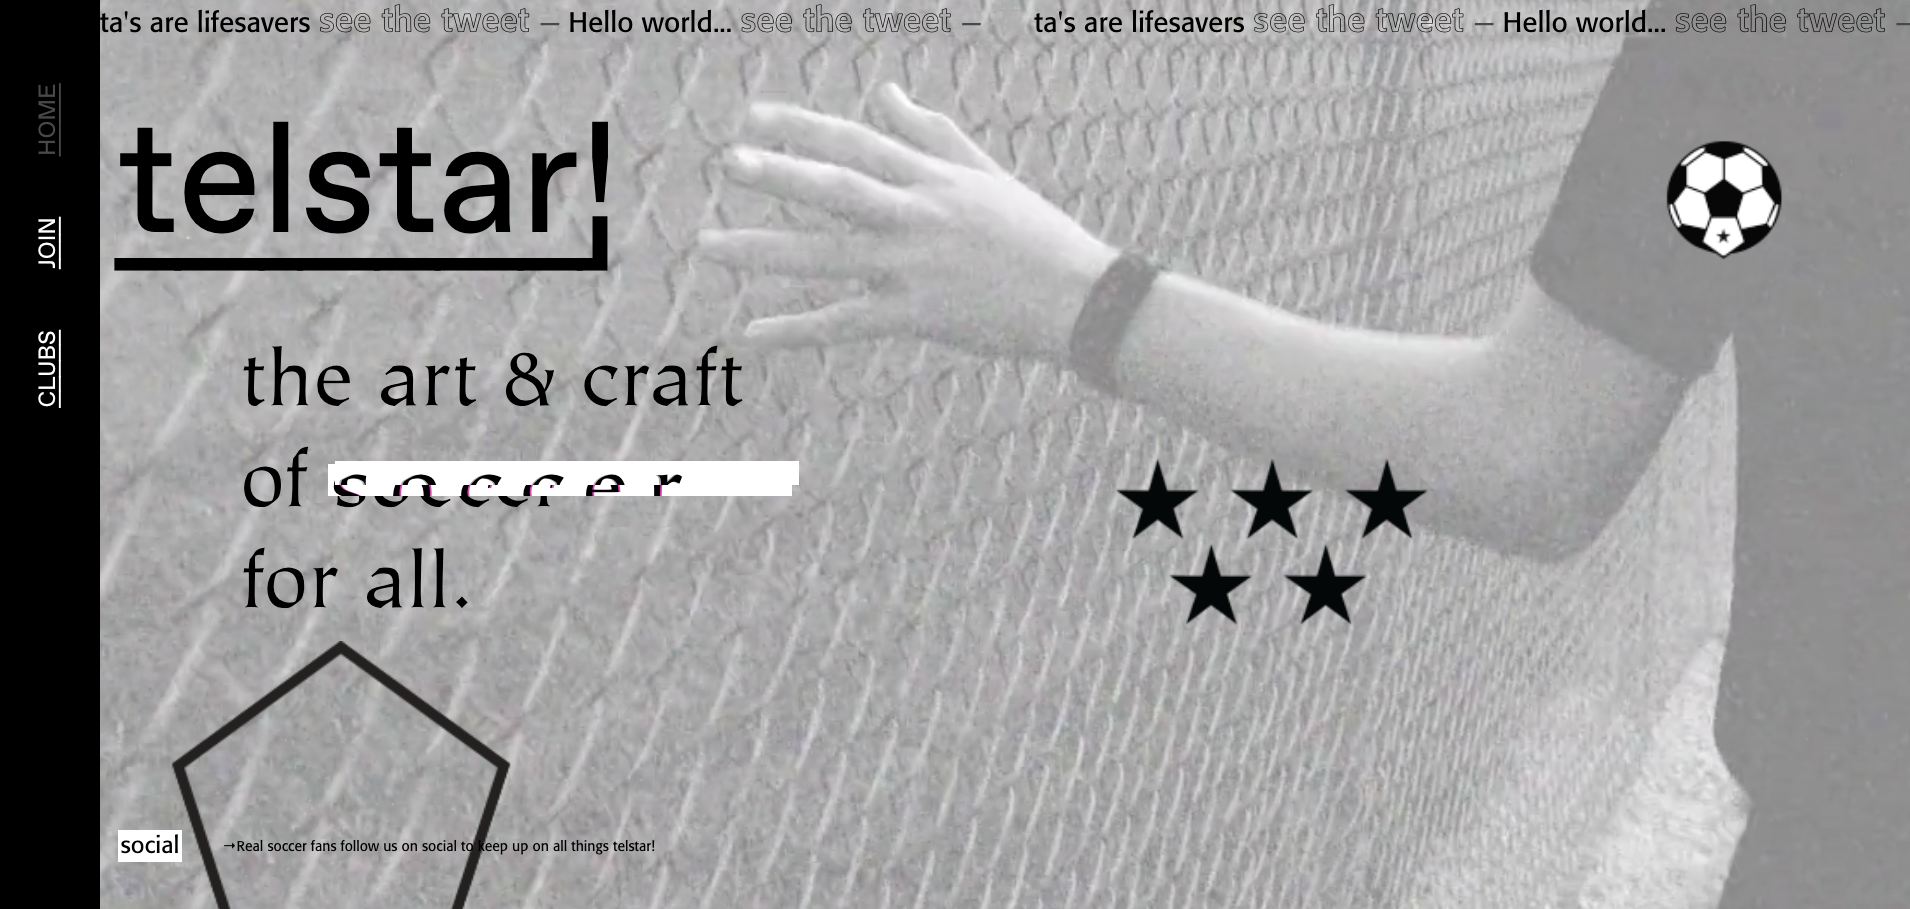 ta's are lifesavers see the tweet — Hello world... see the tweet — ta's are lifesavers see the tweet — Hello world... see the tweet —
HOME
JOIN
CLUBS
telstar!
the art & craft
of soccer
for all.
social
→Real soccer fans follow us on social to keep up on all things telstar!